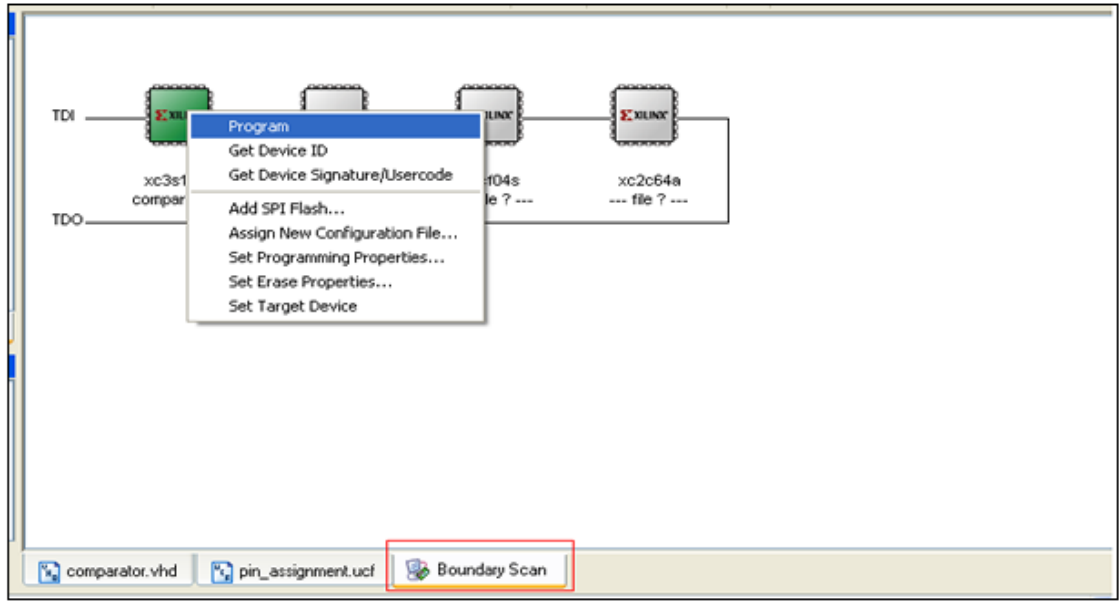 TDI
XILINX
Program
Get Device ID
Get Device Signature/Usercode
xc2c64a
--- file ? ---
TDO
Add SPI Flash...
Assign New Configuration File...
Set Programming Properties...
Set Erase Properties...
Set Target Device
comparator.vhd
pin_assignment.ucf
Boundary Scan